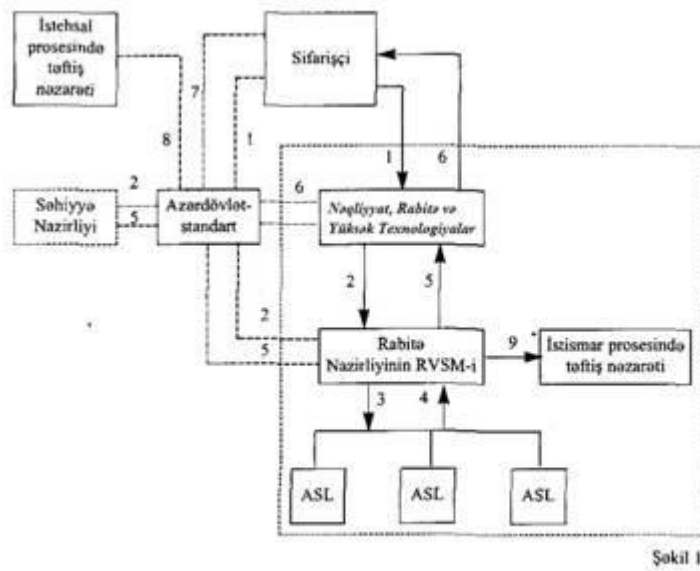 İstehsal
prosesində
təftiş
nəzarəti
Sifarişçi
7
8
1
1
6
2
5
Səhiyyə
Nazirliyi
Azərdövlət-
standart
6
Nəqliyyat, Rabitə və
Yüksək Texnologiyalar
2
5
2
5
Rabitə
Nazirliyinin RVSM-i
9
İstismar prosesində
təftiş nəzarəti
3
4
ASL
ASL
ASL
Şəkil 1